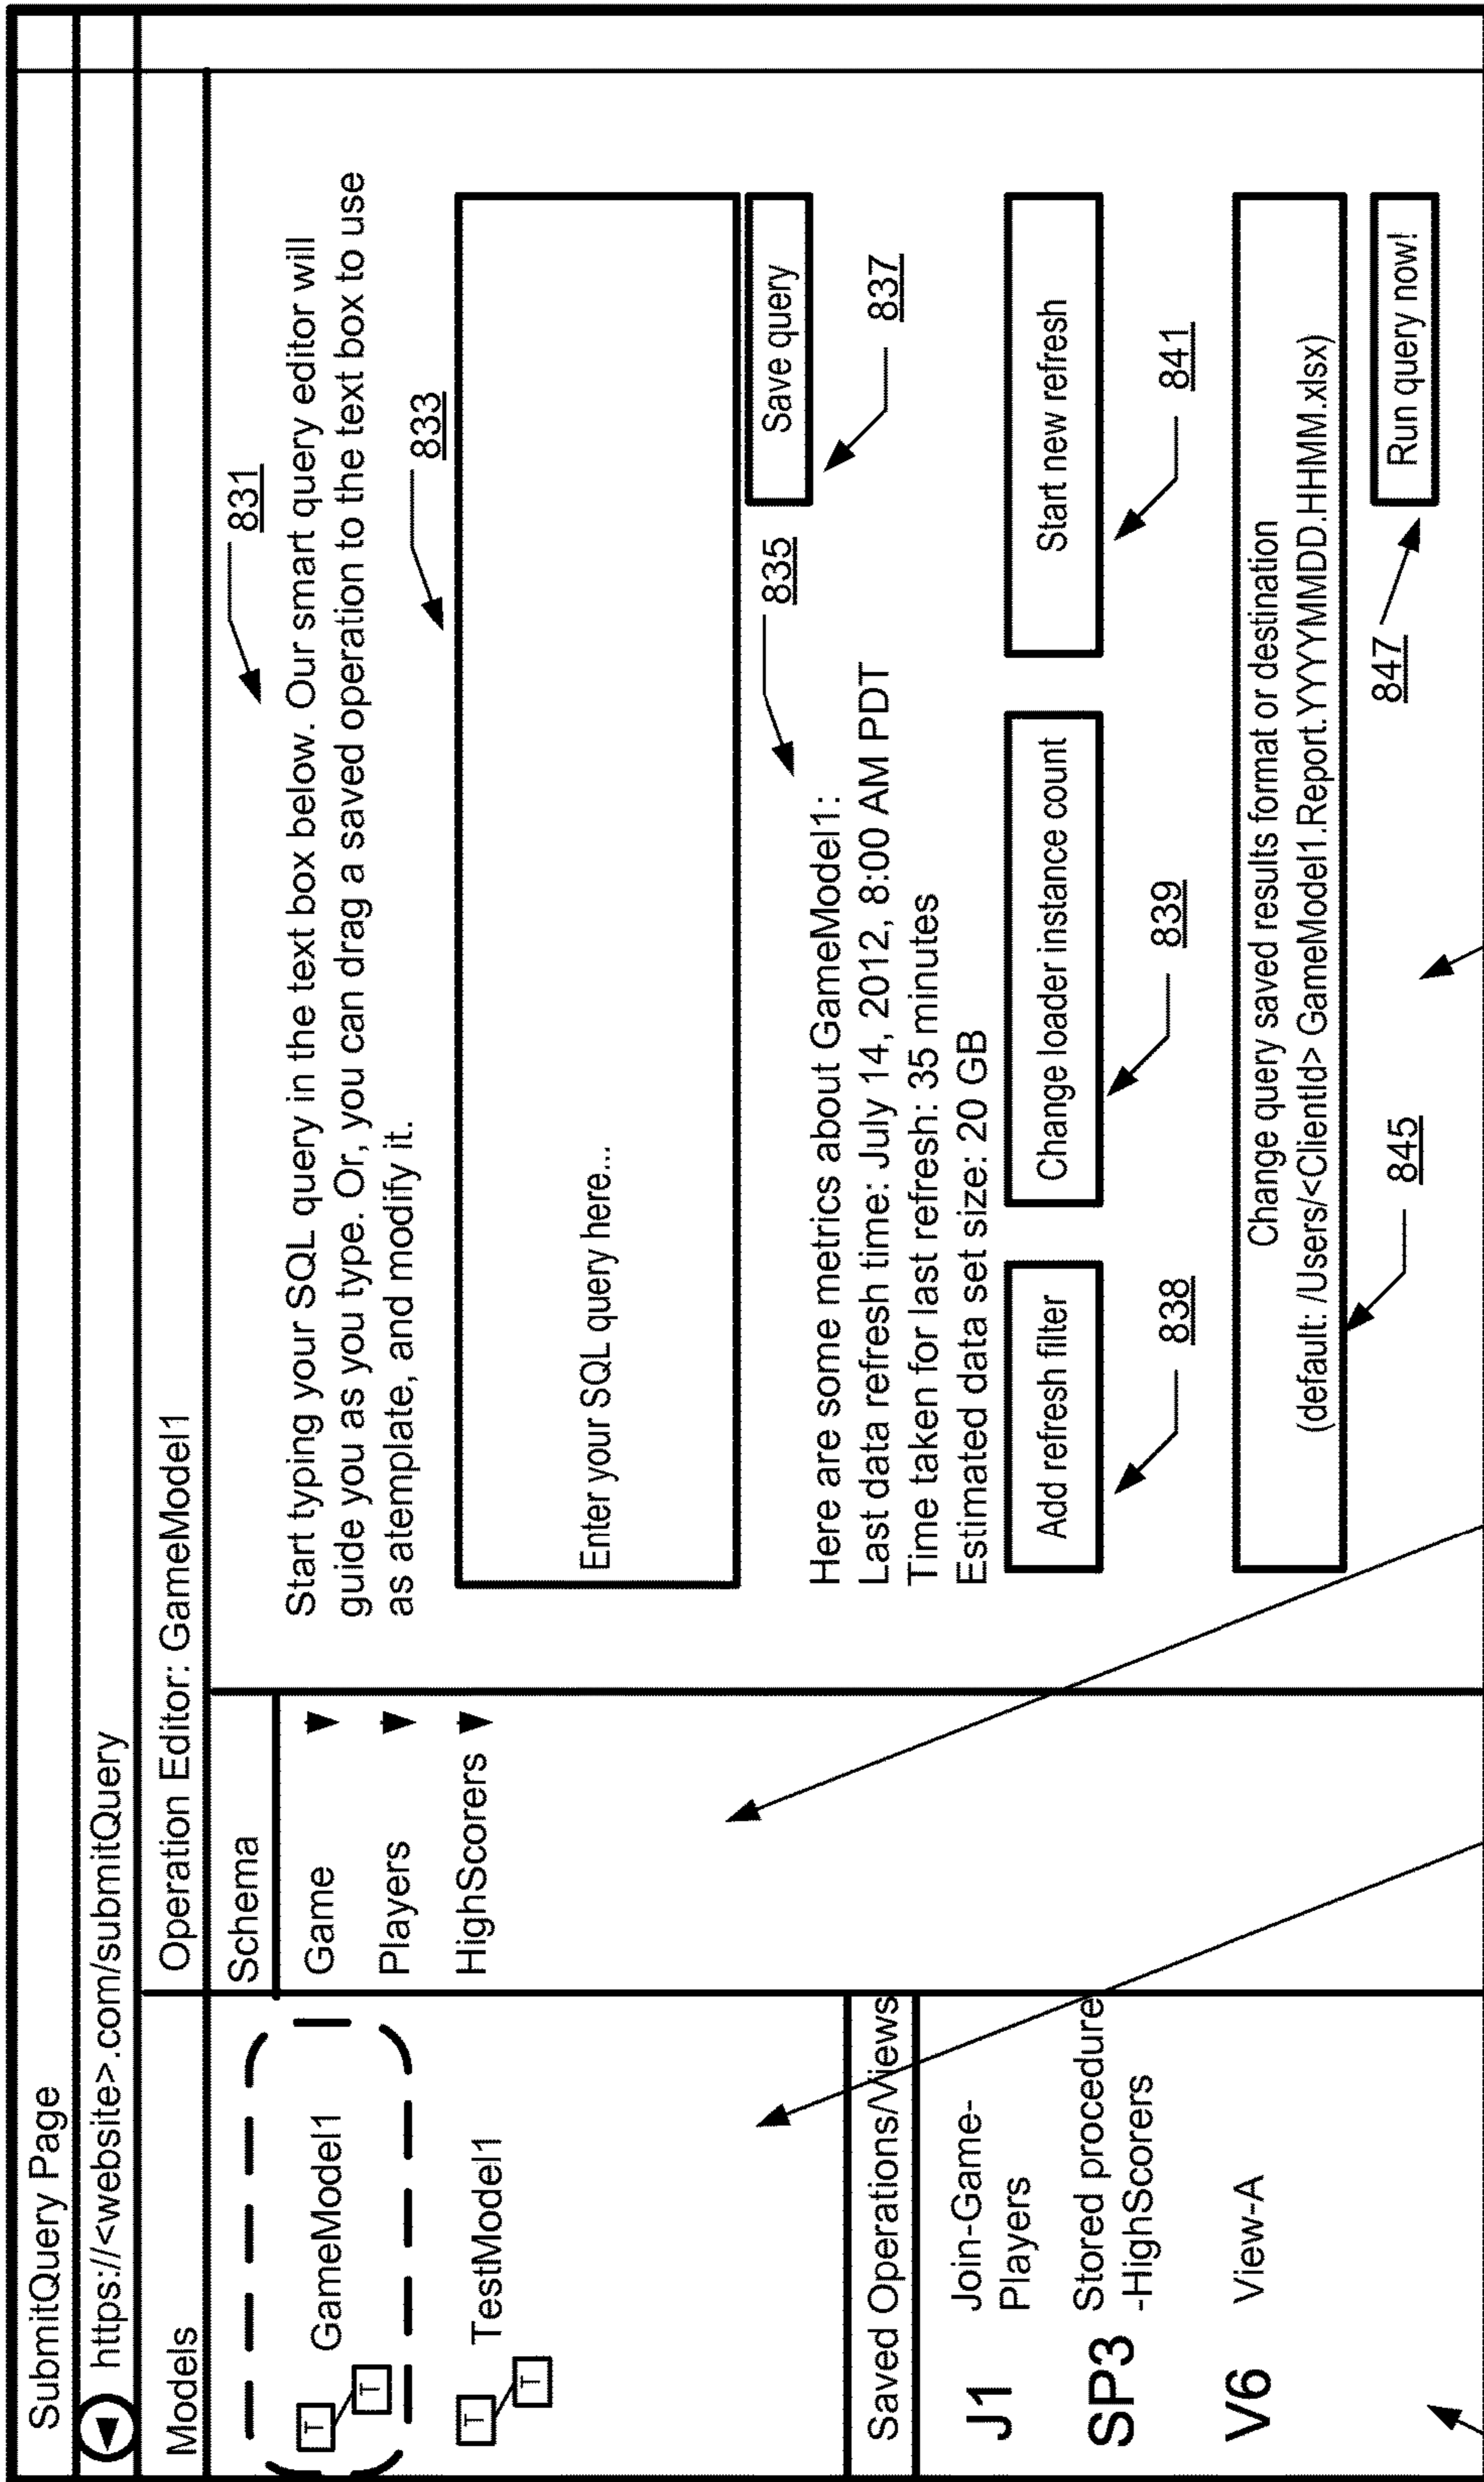 SubmitQuery Page
https://<website>.com/submitQuery
Models
GameModel1
T
T
TestModel1
T
T
Saved Operations/Views
J1 Join-Game-
Players
SP3 Stored procedure
-HighScorers
V6 View-A
Operation Editor: GameModel1
Schema
Game
Players
HighScorers
831
Start typing your SQL query in the text box below. Our smart query editor will
guide you as you type. Or, you can drag a saved operation to the text box to use
as atemplate, and modify it.
833
Enter your SQL query here...
Save query
835
837
Here are some metrics about GameModel1:
Last data refresh time: July 14, 2012, 8:00 AM PDT
Time taken for last refresh: 35 minutes
Estimated data set size: 20 GB
Add refresh filter
Change loader instance count
Start new refresh
838
839
841
Change query saved results format or destination
(default: /Users/<ClientId> GameModel1.Report.YYYYMMDD.HHMM.xlsx)
845
847
Run query now!